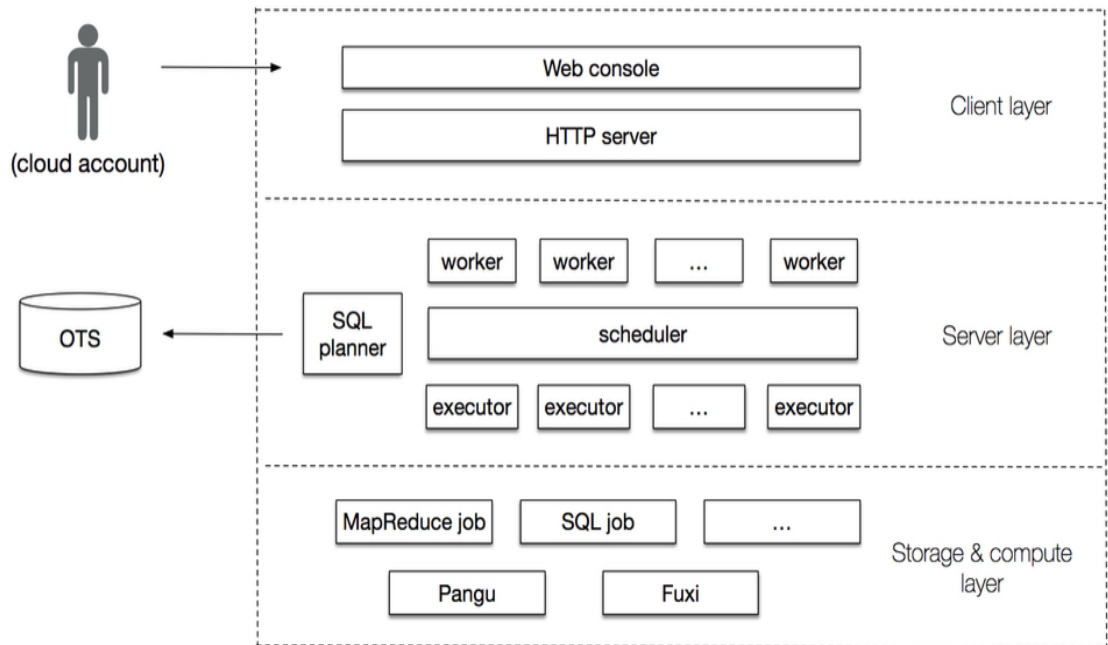 Web console
Client layer
HTTP server
(cloud account)
worker
worker
...
worker
SQL
planner
scheduler
Server layer
OTS
executor
executor
...
executor
MapReduce job
SQL job
...
Storage & compute
layer
Pangu
Fuxi